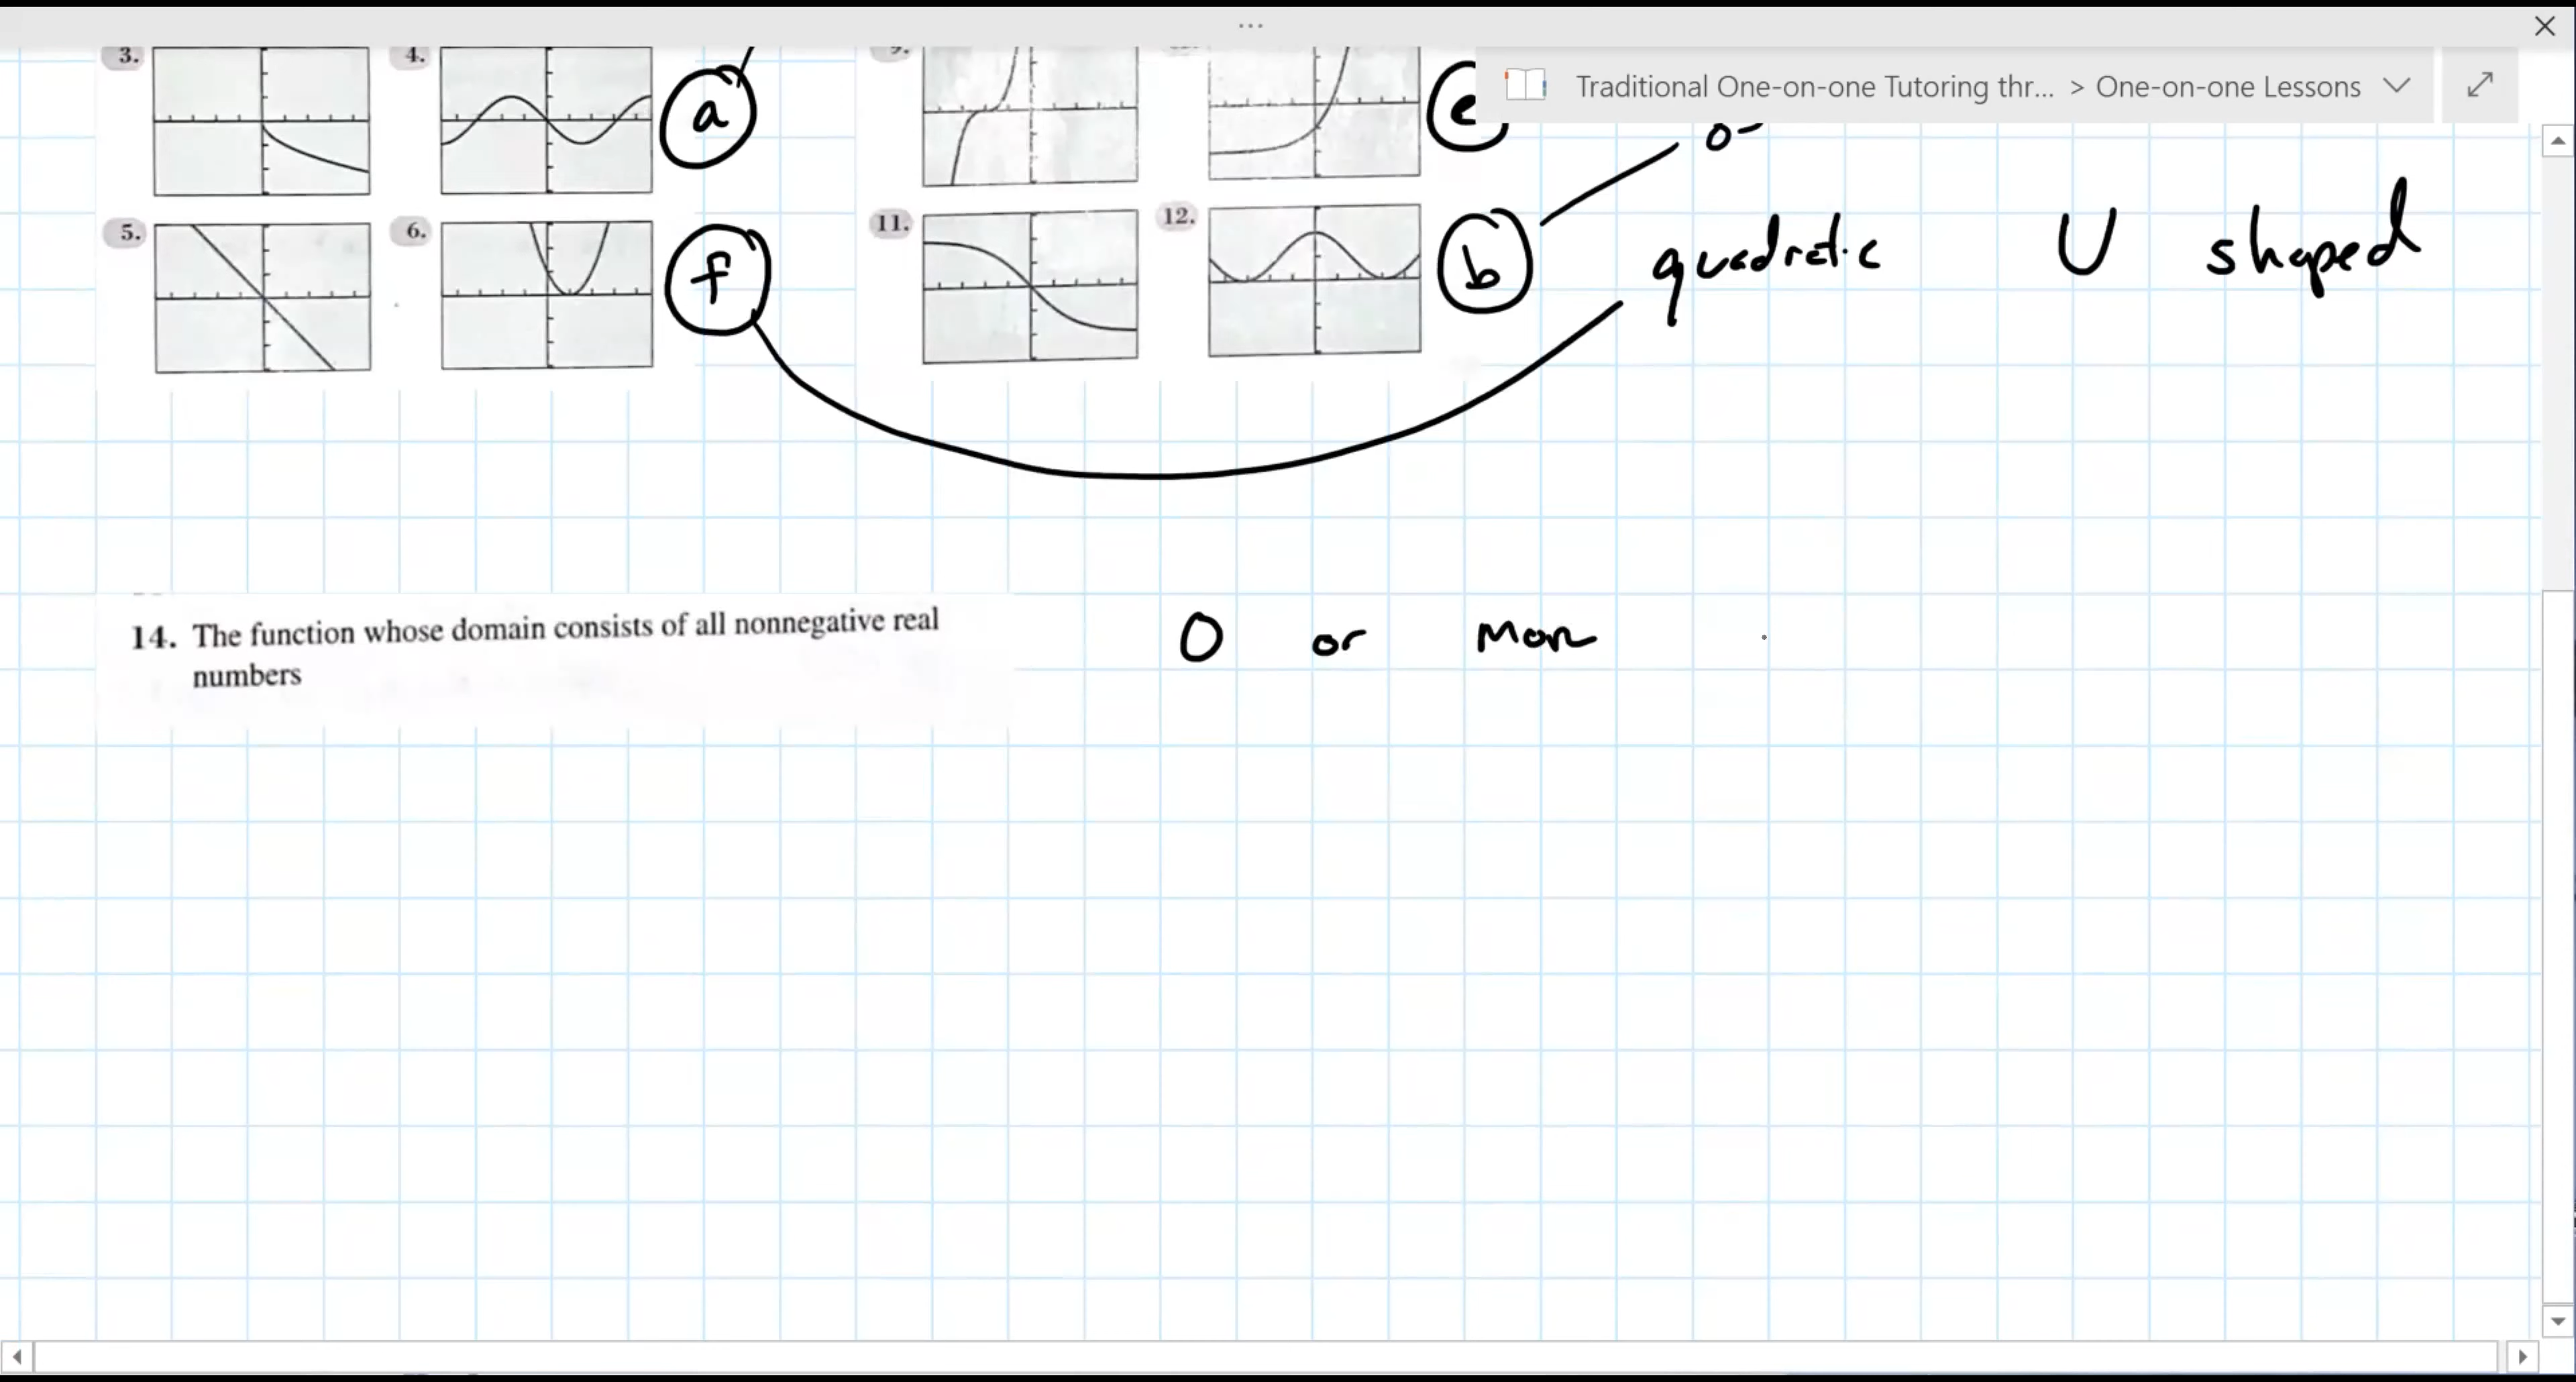 Traditional One-on-one Tutoring thr... > One-on-one Lessons
3.
4.
a
9.
5.
6.
f
11.
12.
b
quadratic U shaped
14. The function whose domain consists of all nonnegative real
numbers
0 or more